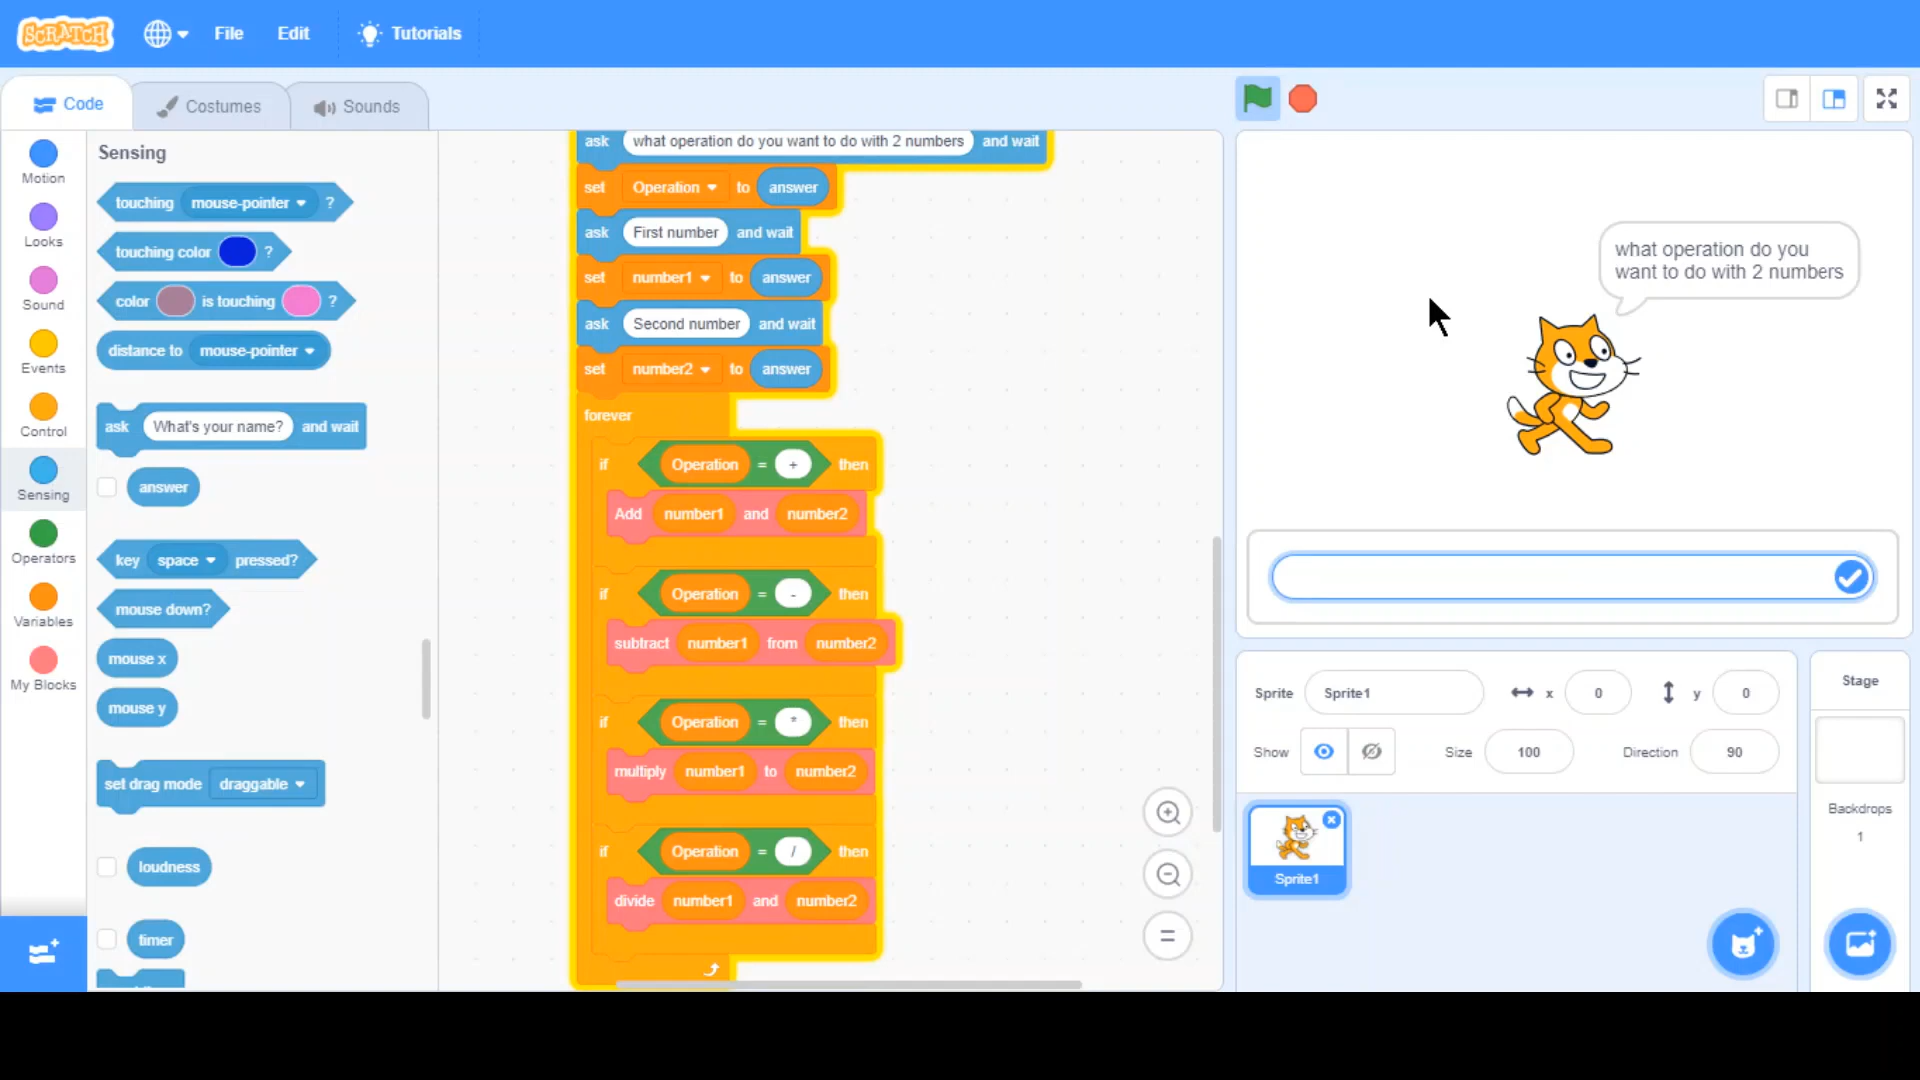 SCRATCH
File
Edit
Tutorials
Code
Costumes
Sounds
Motion
Looks
Sound
Events
Control
Sensing
Operators
Variables
My Blocks
Sensing
touching mouse-pointer ?
touching color ?
color is touching ?
distance to mouse-pointer
ask What's your name? and wait
answer
key space pressed?
mouse down?
mouse x
mouse y
set drag mode draggable
loudness
timer
ask what operation do you want to do with 2 numbers and wait
set Operation to answer
ask First number and wait
set number1 to answer
ask Second number and wait
set number2 to answer
forever
if Operation = + then
Add number1 and number2
if Operation = - then
subtract number1 from number2
if Operation = * then
multiply number1 to number2
if Operation = / then
divide number1 and number2
what operation do you
want to do with 2 numbers
Sprite Sprite1 x 0 y 0
Show Size 100 Direction 90
Sprite1
Stage
Backdrops
1